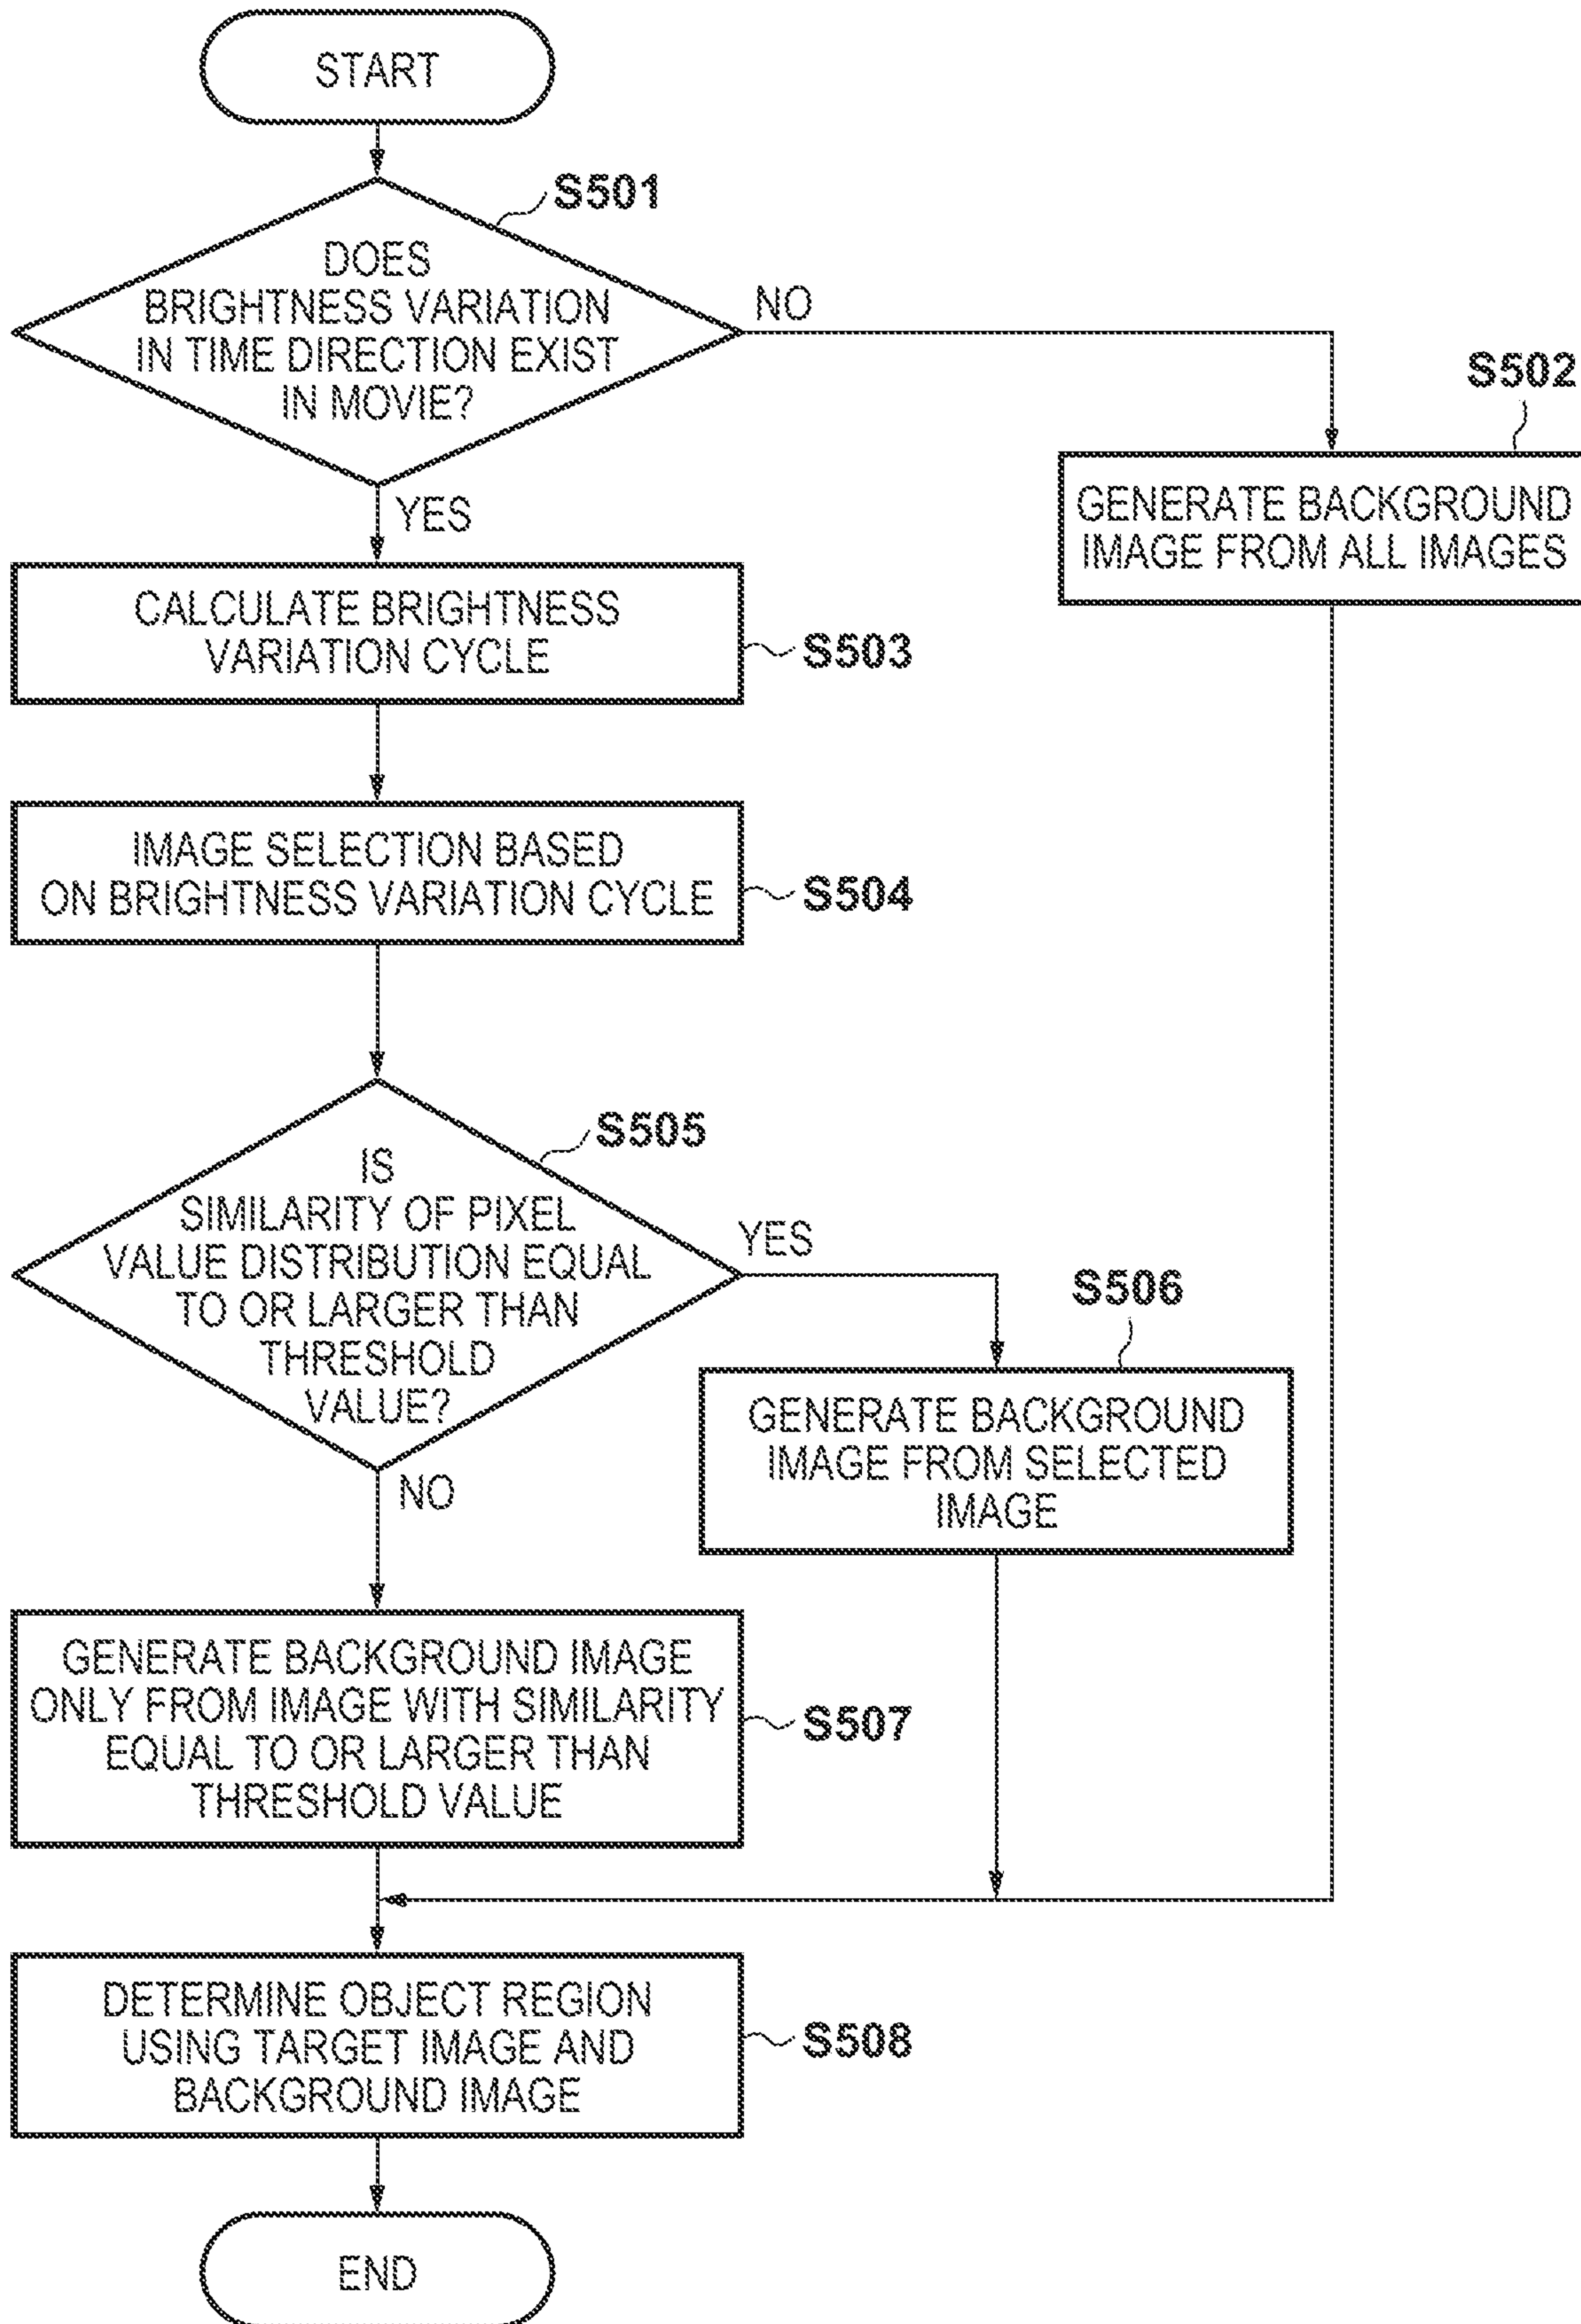 START
S501
DOES
BRIGHTNESS VARIATION
IN TIME DIRECTION EXIST
IN MOVIE?
NO
YES
S502
GENERATE BACKGROUND
IMAGE FROM ALL IMAGES
CALCULATE BRIGHTNESS
VARIATION CYCLE
S503
IMAGE SELECTION BASED
ON BRIGHTNESS VARIATION CYCLE
S504
S505
IS
SIMILARITY OF PIXEL
VALUE DISTRIBUTION EQUAL
TO OR LARGER THAN
THRESHOLD
VALUE?
YES
NO
S506
GENERATE BACKGROUND
IMAGE FROM SELECTED
IMAGE
GENERATE BACKGROUND IMAGE
ONLY FROM IMAGE WITH SIMILARITY
EQUAL TO OR LARGER THAN
THRESHOLD VALUE
S507
DETERMINE OBJECT REGION
USING TARGET IMAGE AND
BACKGROUND IMAGE
S508
END